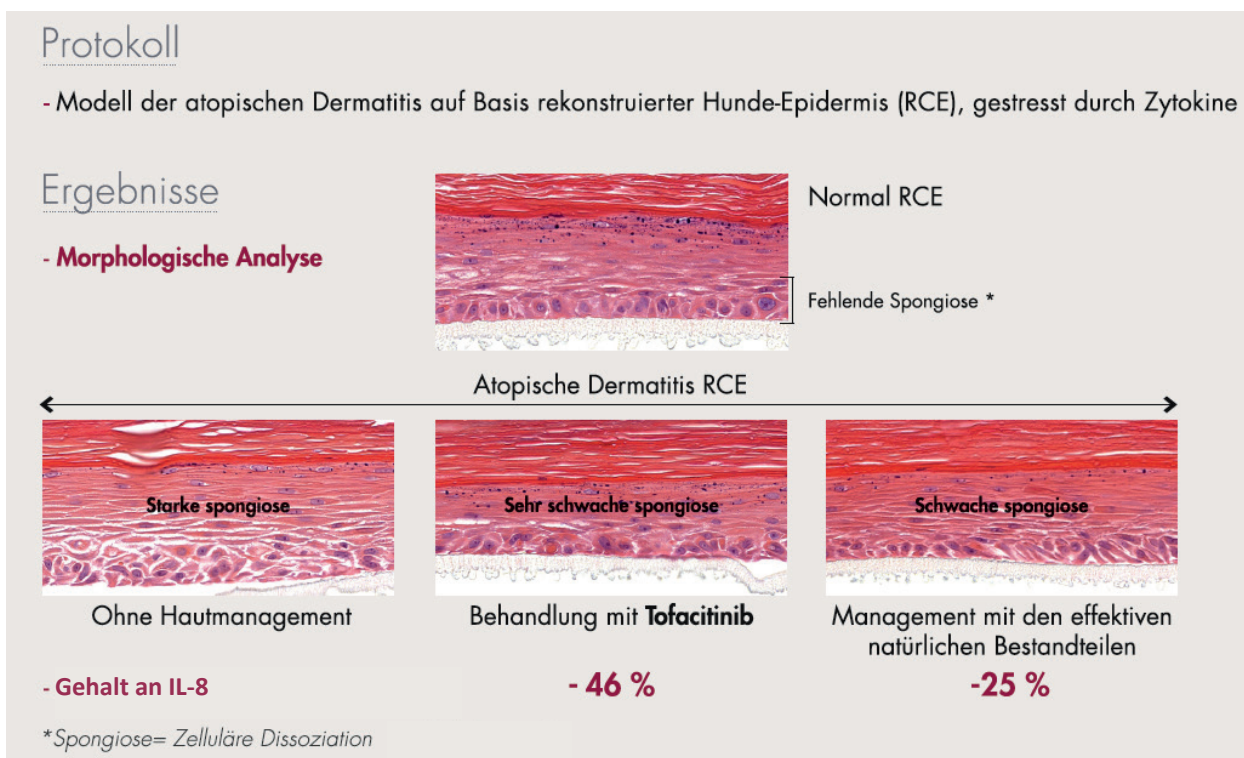 Protokoll
- Modell der atopischen Dermatitis auf Basis rekonstruierter Hunde-Epidermis (RCE), gestresst durch Zytokine
Ergebnisse
- Morphologische Analyse
Normal RCE
Fehlende Spongiose *
Atopische Dermatitis RCE
Starke spongiose
Sehr schwache spongiose
Schwache spongiose
Ohne Hautmanagement
Behandlung mit Tofacitinib
Management mit den effektiven
natürlichen Bestandteilen
- Gehalt an IL-8
- 46 %
-25 %
*Spongiose= Zelluläre Dissoziation